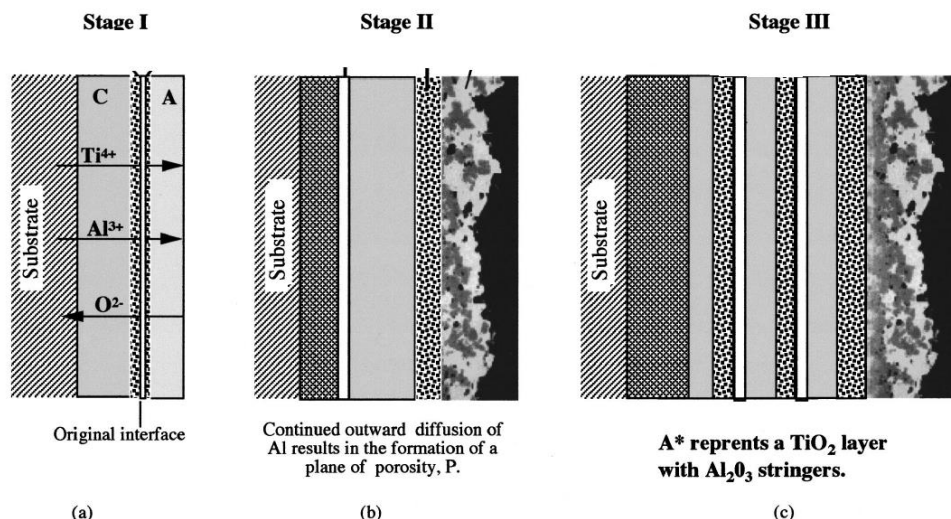 Stage I
Stage II
Stage III
C
A
Ti4+
Al3+
O2-
Substrate
Substrate
Substrate
Original interface
Continued outward diffusion of
Al results in the formation of a
plane of porosity, P.
A* reprents a TiO2 layer
with Al203 stringers.
(a)
(b)
(c)